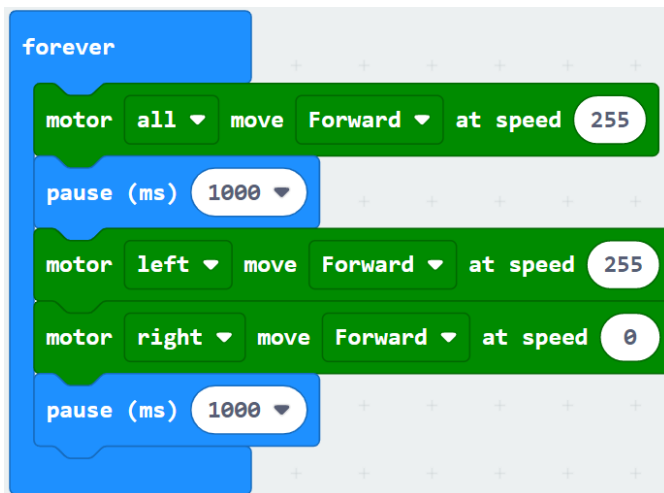 forever
motor all move Forward at speed 255
pause (ms) 1000
motor left move Forward at speed 255
motor right move Forward at speed 0
pause (ms) 1000